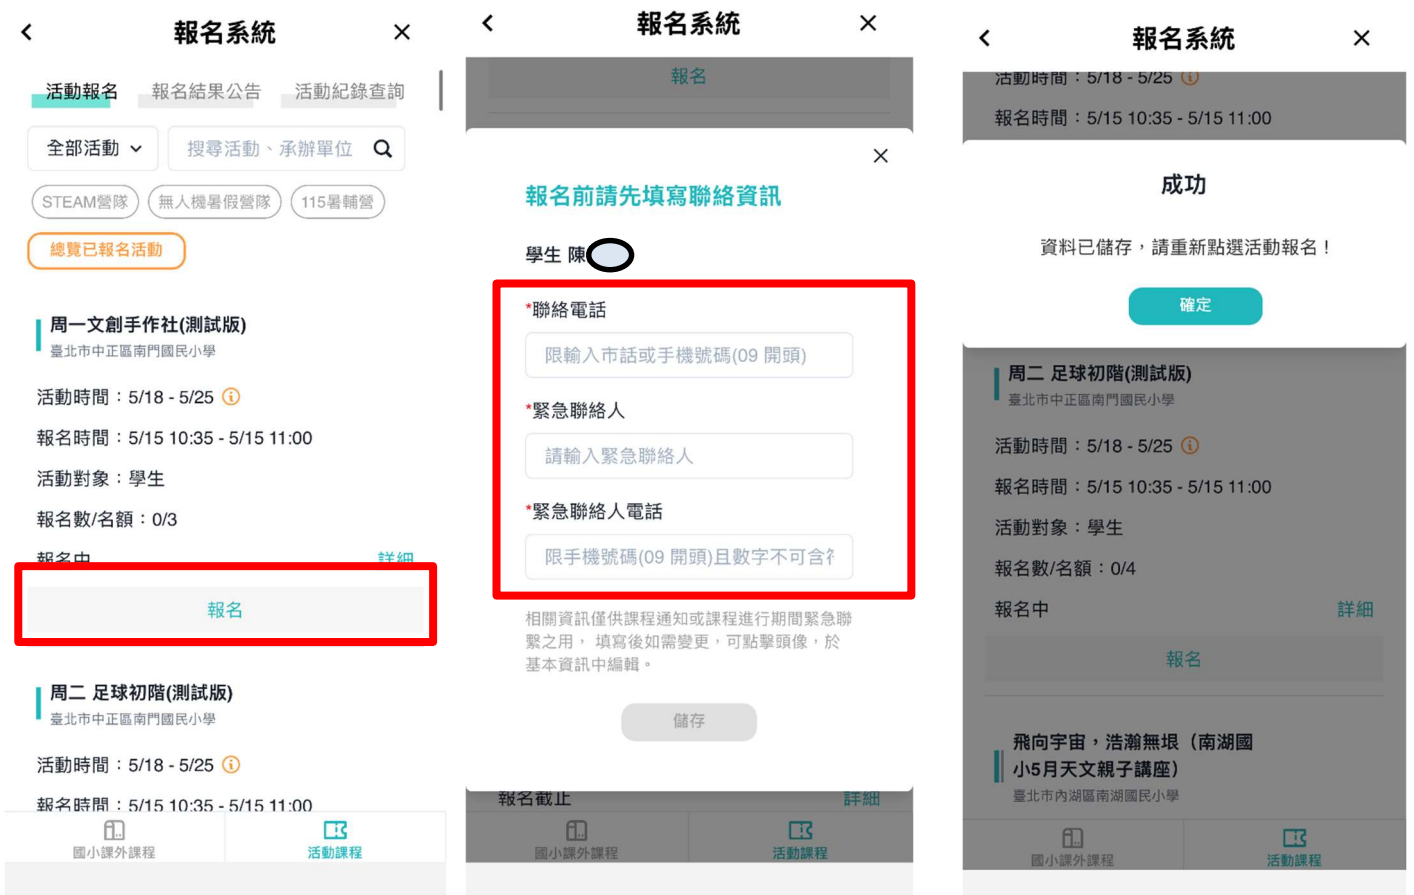 報名系統
活動報名
報名結果公告
活動紀錄查詢
全部活動
搜尋活動、承辦單位
STEAM營隊
無人機暑假營隊
115暑輔營
總覽已報名活動
周一文創手作社(測試版)
臺北市中正區南門國民小學
活動時間：5/18 - 5/25
報名時間：5/15 10:35 - 5/15 11:00
活動對象：學生
報名數/名額：0/3
報名中
詳細
報名
周二 足球初階(測試版)
臺北市中正區南門國民小學
活動時間：5/18 - 5/25
報名時間：5/15 10:35 - 5/15 11:00
國小課外課程
活動課程
報名系統
報名
報名前請先填寫聯絡資訊
學生 陳
*聯絡電話
限輸入市話或手機號碼(09 開頭)
*緊急聯絡人
請輸入緊急聯絡人
*緊急聯絡人電話
限手機號碼(09 開頭)且數字不可含
相關資訊僅供課程通知或課程進行期間緊急聯
繫之用， 填寫後如需變更，可點擊頭像，於
基本資訊中編輯。
儲存
報名截止
詳細
國小課外課程
活動課程
報名系統
活動時間：5/18 - 5/25
報名時間：5/15 10:35 - 5/15 11:00
成功
資料已儲存，請重新點選活動報名！
確定
周二 足球初階(測試版)
臺北市中正區南門國民小學
活動時間：5/18 - 5/25
報名時間：5/15 10:35 - 5/15 11:00
活動對象：學生
報名數/名額：0/4
報名中
詳細
報名
飛向宇宙，浩瀚無垠（南湖國
小5月天文親子講座）
臺北市內湖區南湖國民小學
國小課外課程
活動課程